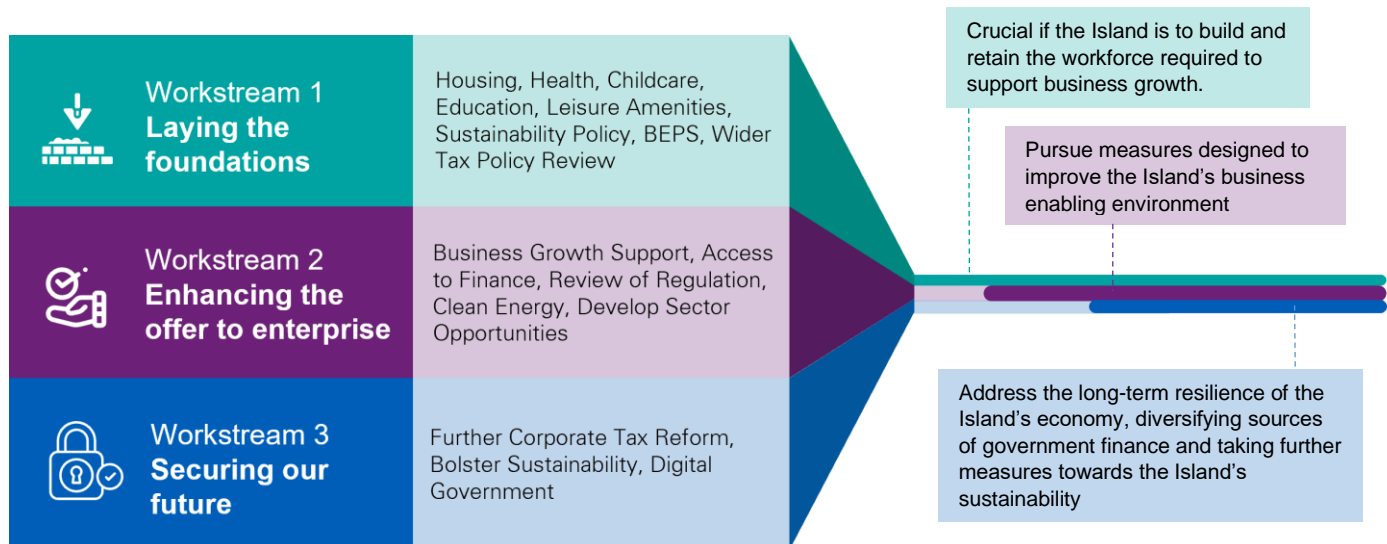 Workstream 1
Laying the
foundations
Housing, Health, Childcare,
Education, Leisure Amenities,
Sustainability Policy, BEPS, Wider
Tax Policy Review
Workstream 2
Enhancing the
offer to enterprise
Business Growth Support, Access
to Finance, Review of Regulation,
Clean Energy, Develop Sector
Opportunities
Workstream 3
Securing our
future
Further Corporate Tax Reform,
Bolster Sustainability, Digital
Government
Crucial if the Island is to build and
retain the workforce required to
support business growth.
Pursue measures designed to
improve the Island's business
enabling environment
Address the long-term resilience of the
Island's economy, diversifying sources
of government finance and taking further
measures towards the Island's
sustainability